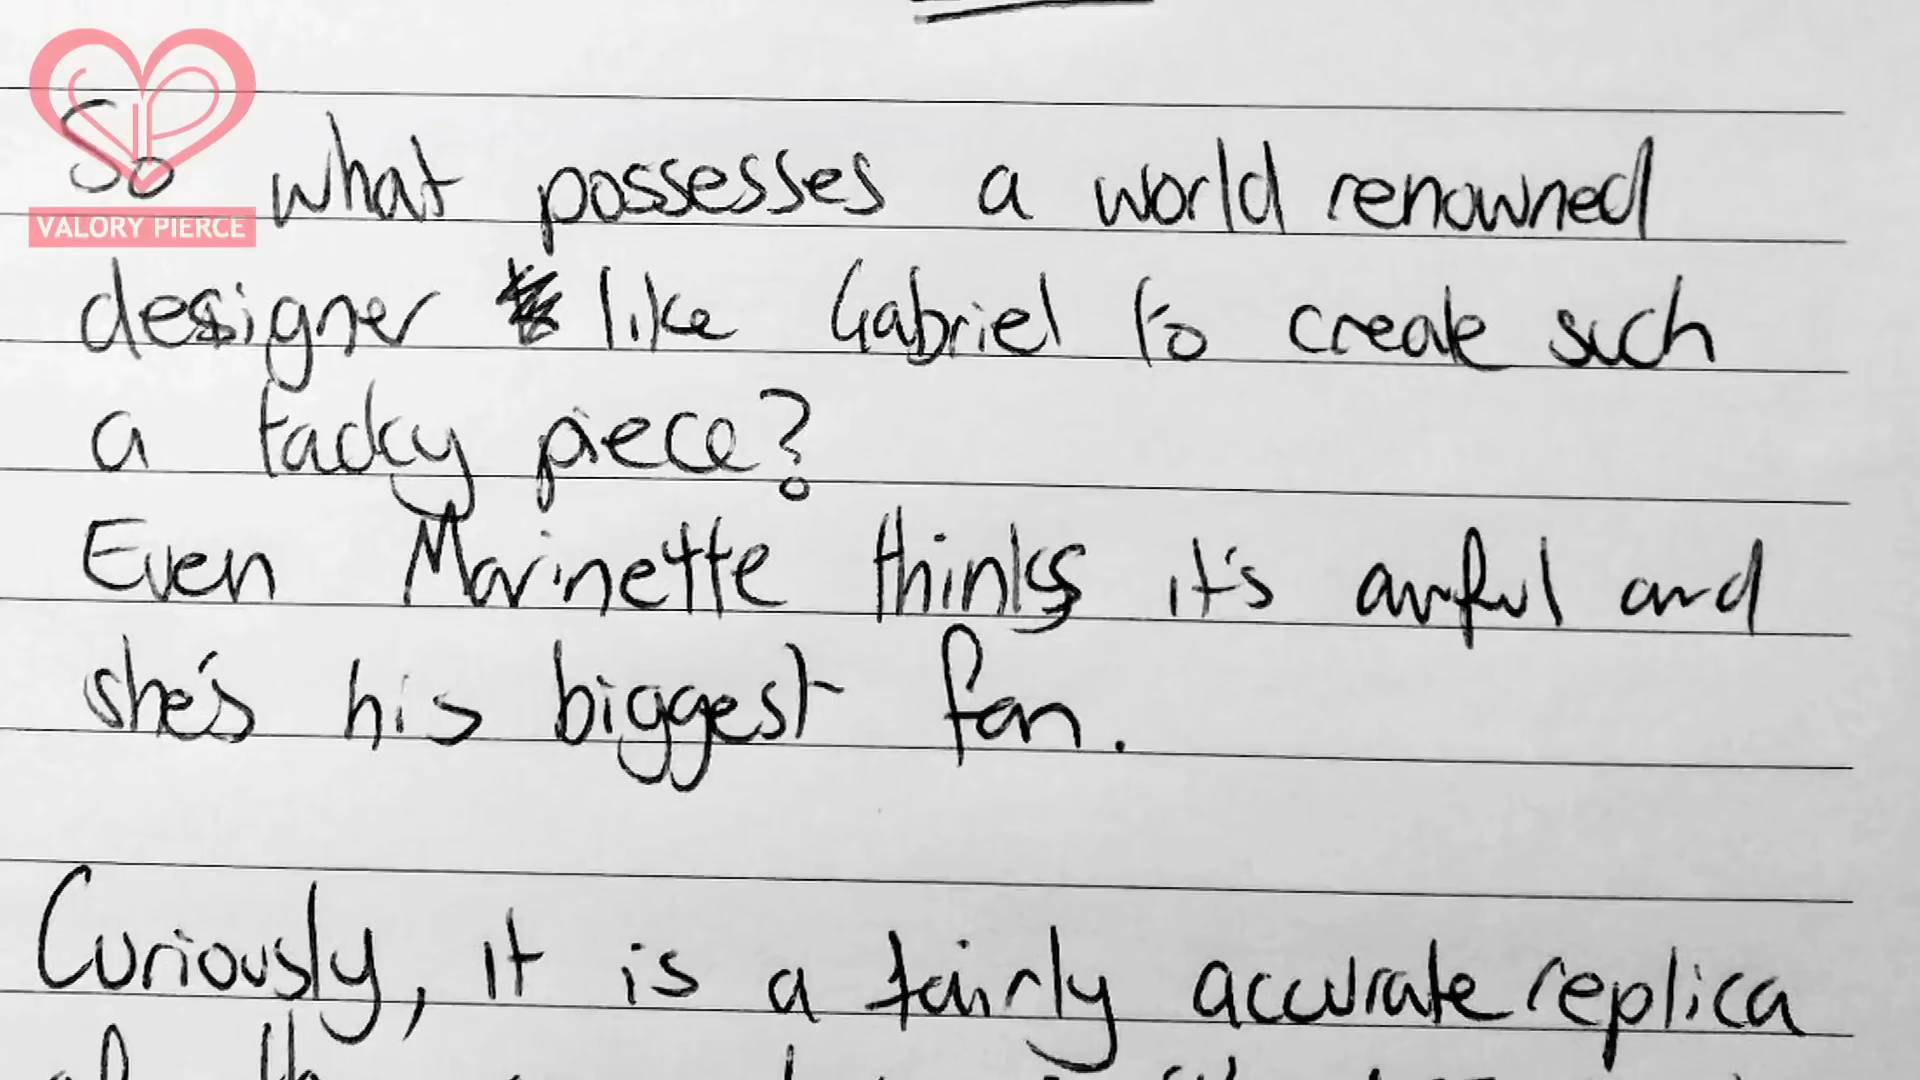 So what possesses a world renowned
VALORY PIERCE
designer like Gabriel to create such
a tacky piece?
Even Marinette thinks it's awful and
she's his biggest fan.
Curiously, it is a fairly accurate replica